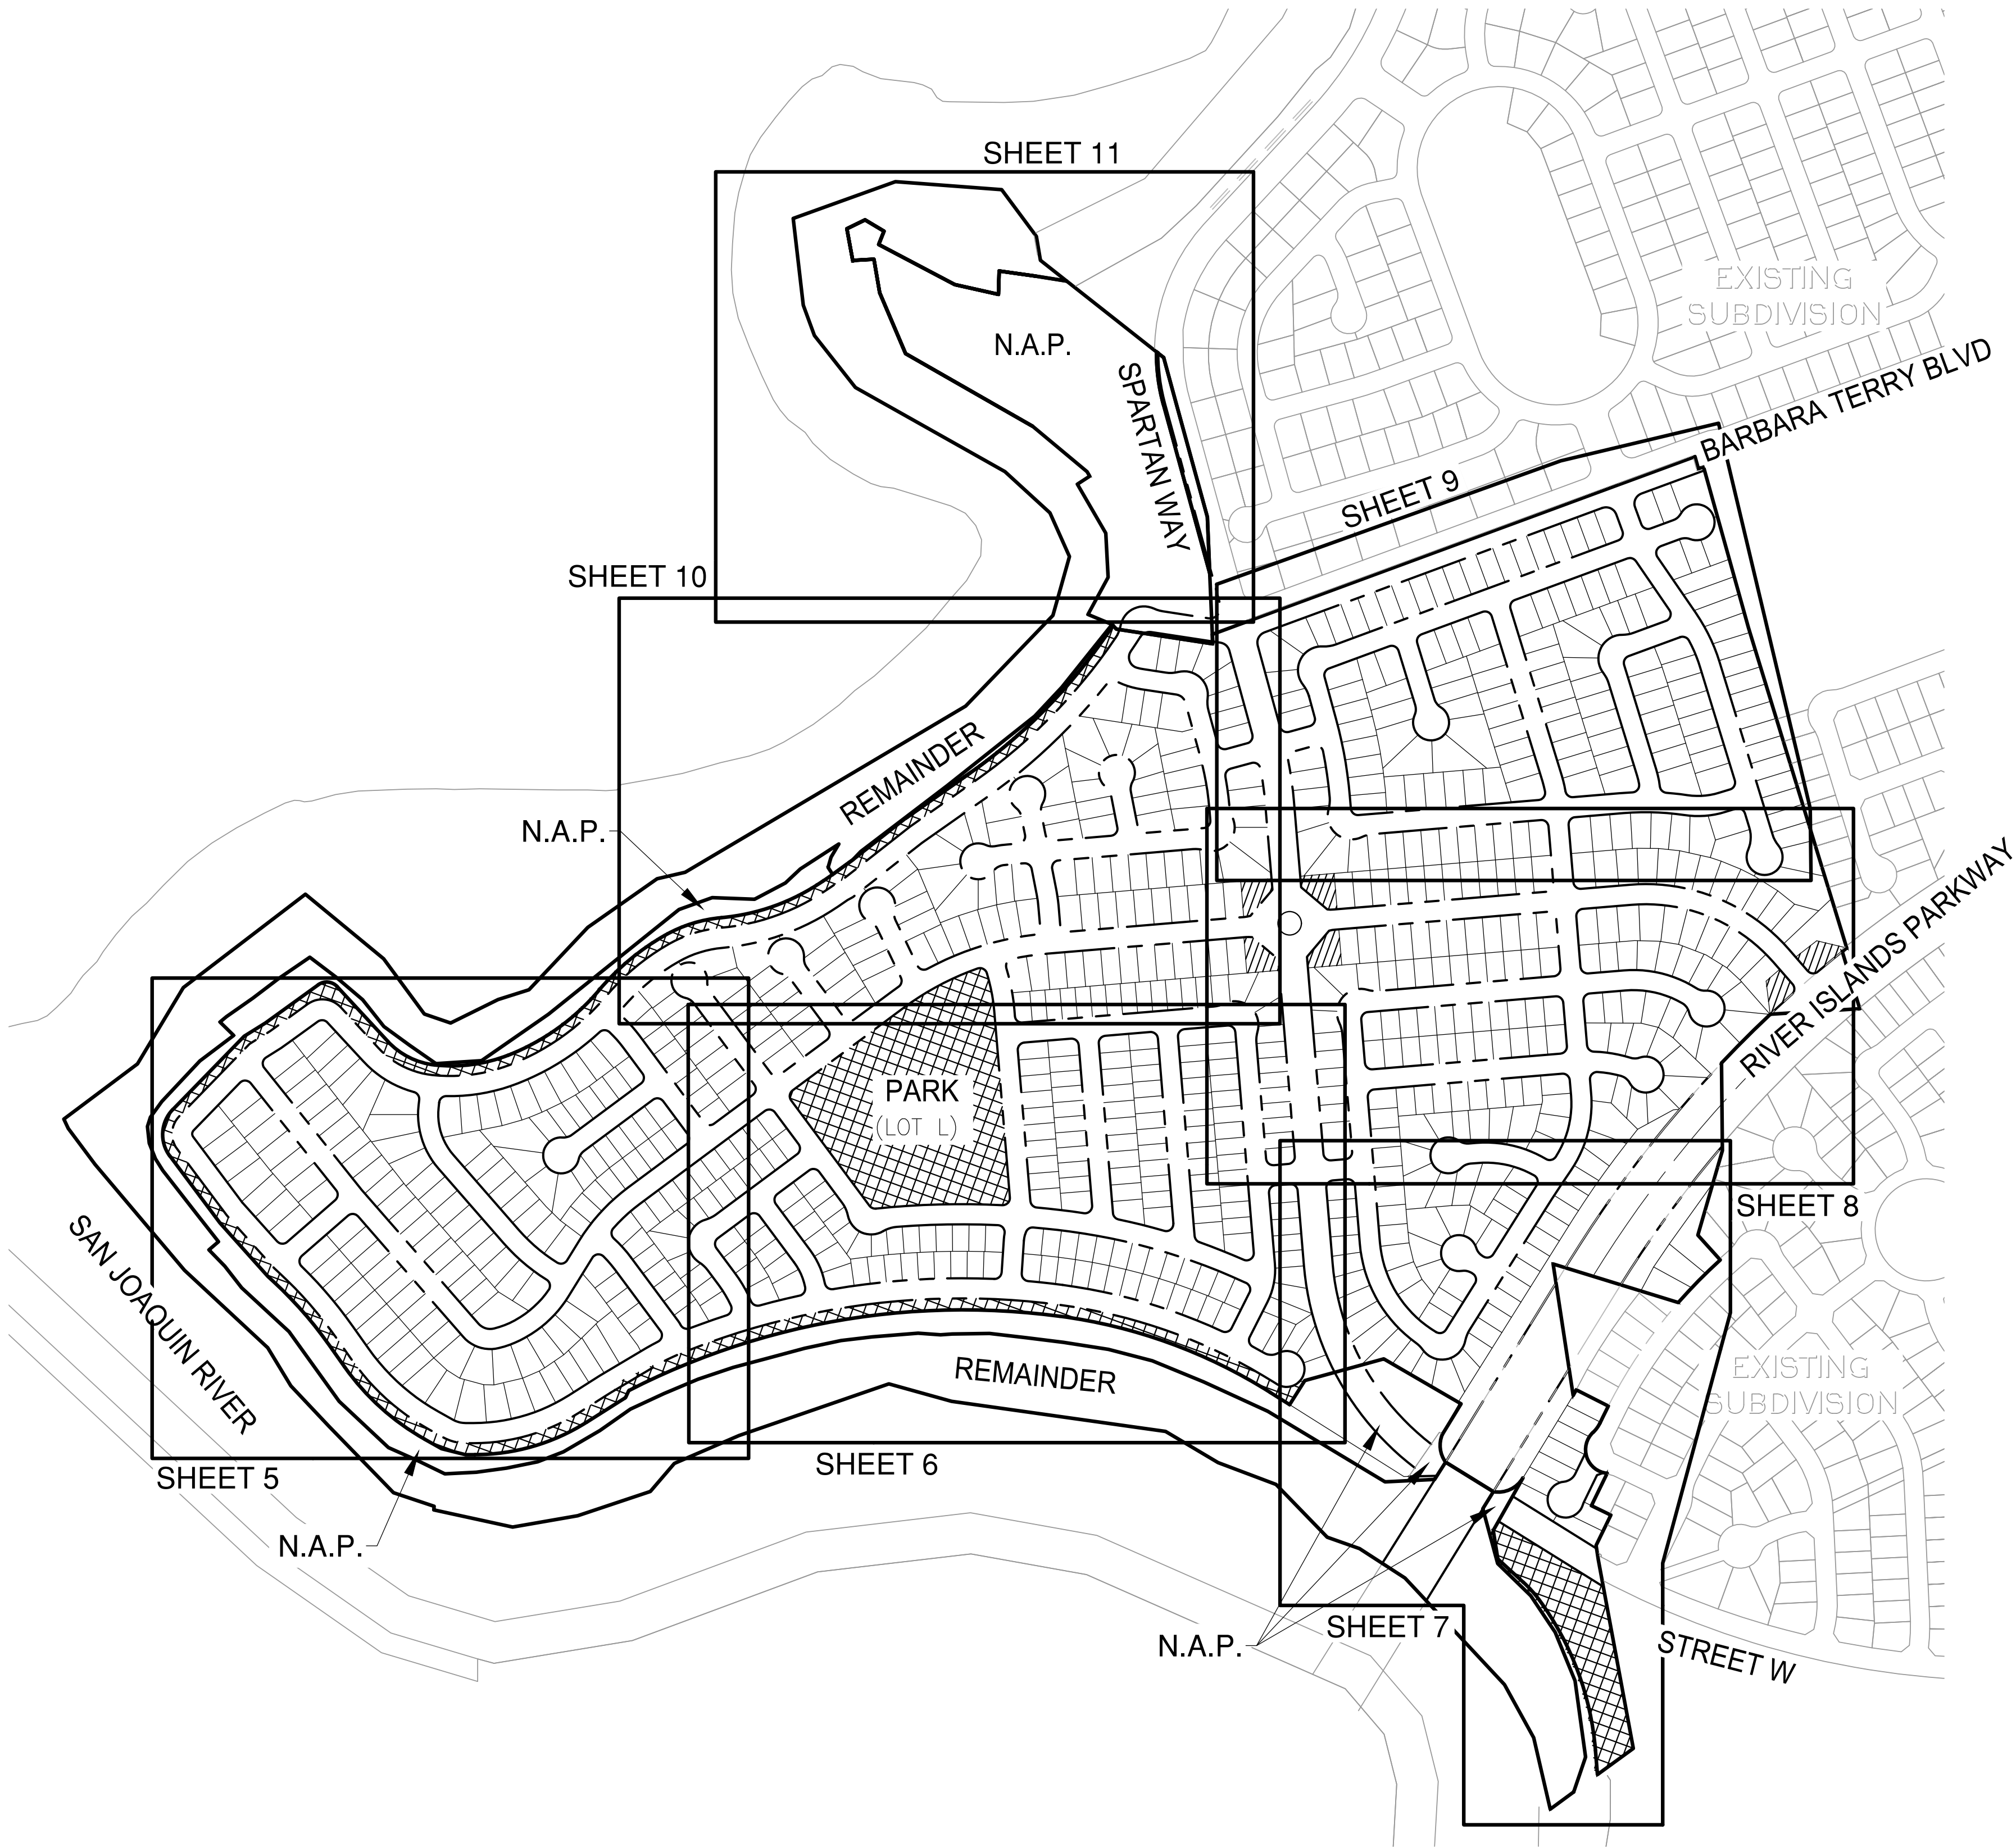 SHEET 11
EXISTING
SUBDIVISION
N.A.P.
SPARTAN WAY
BARBARA TERRY BLVD
SHEET 9
SHEET 10
REMAINDER
N.A.P.
RIVER ISLANDS PARKWAY
PARK
(LOT L)
SHEET 8
SAN JOAQUIN RIVER
REMAINDER
EXISTING
SUBDIVISION
SHEET 5
SHEET 6
N.A.P.
SHEET 7
N.A.P.
STREET W